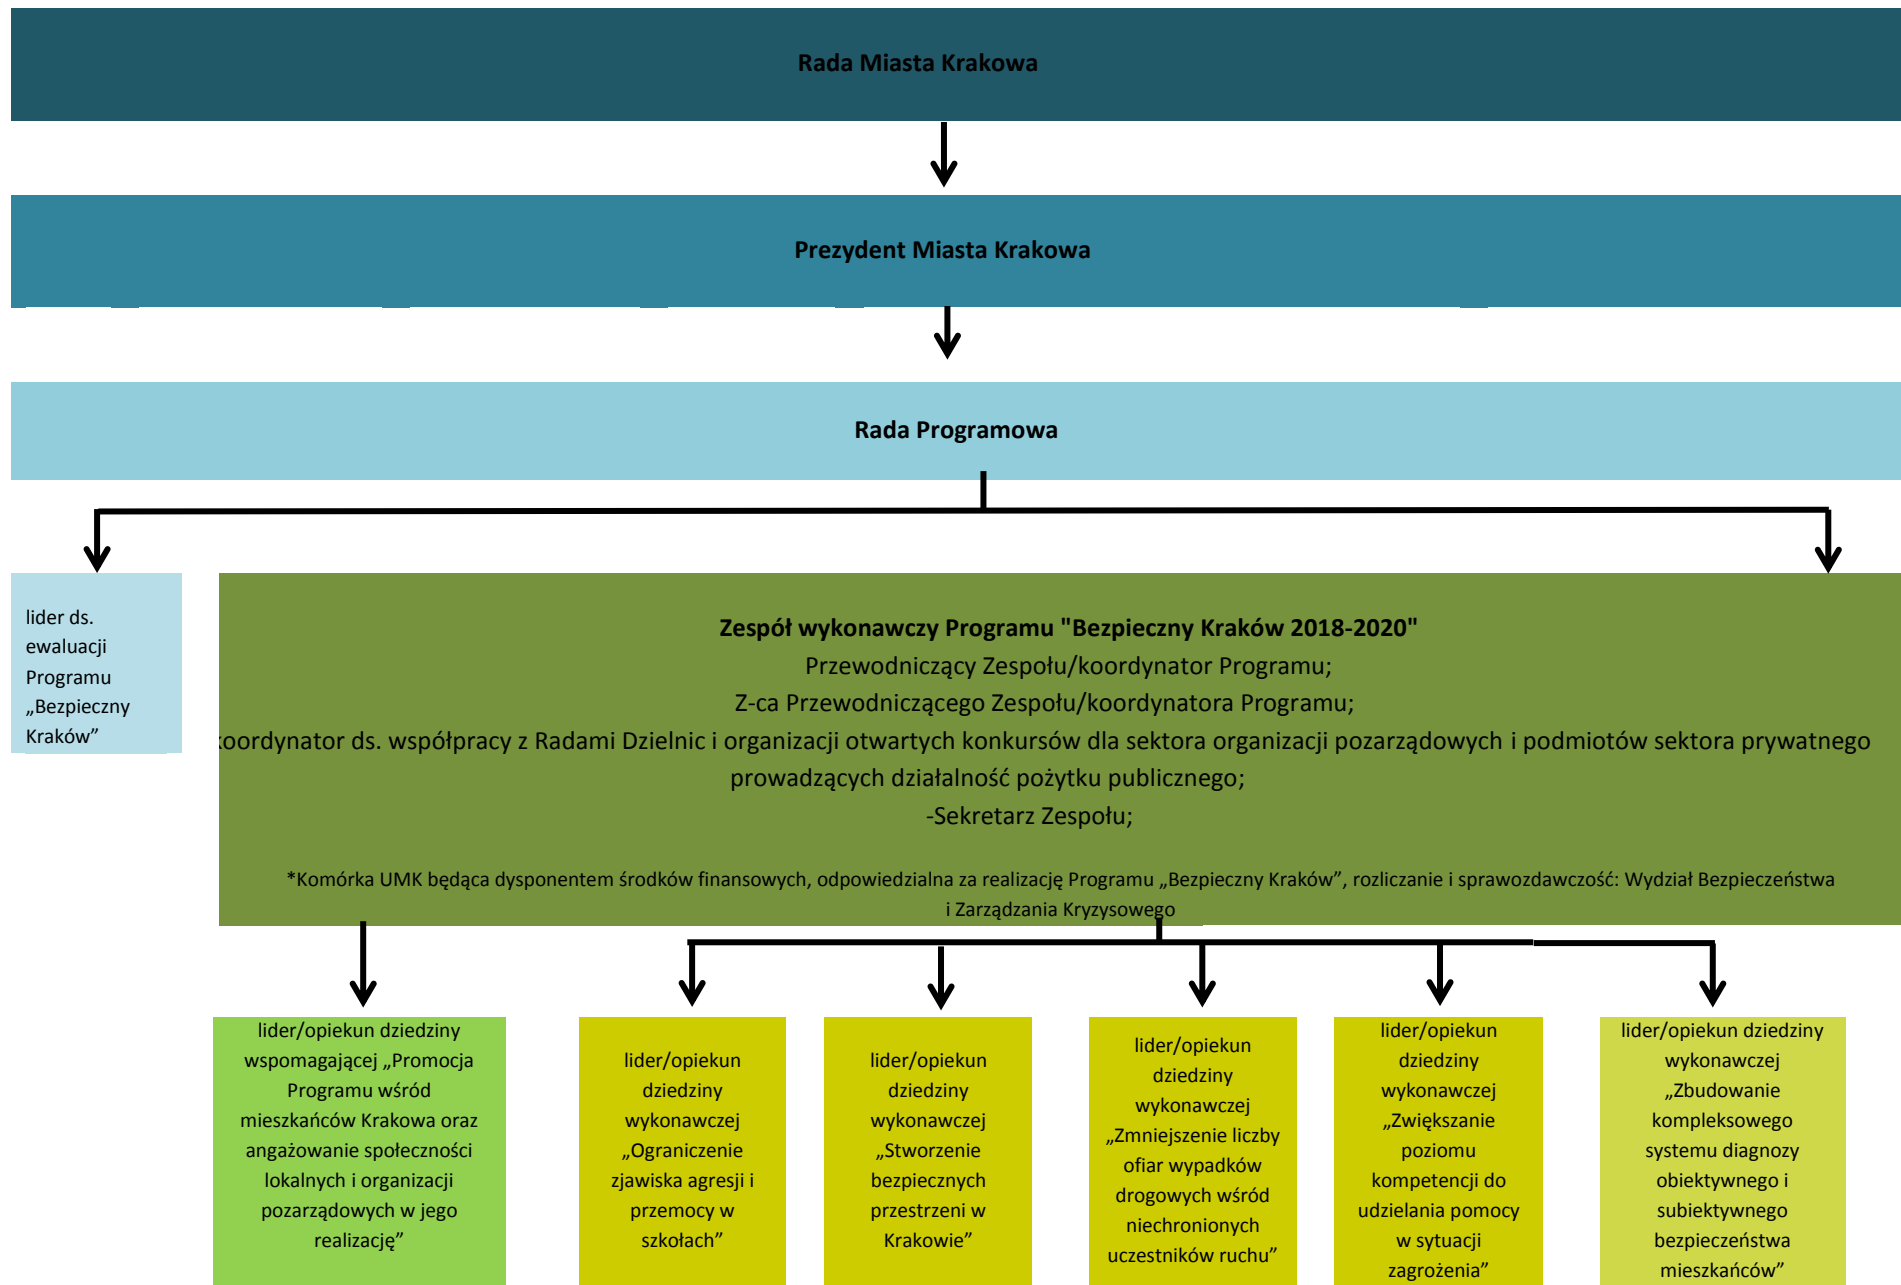 Rada Miasta Krakowa
Prezydent Miasta Krakowa
Rada Programowa
lider ds.
ewaluacji
Programu
„Bezpieczny
Kraków”
Zespół wykonawczy Programu "Bezpieczny Kraków 2018-2020"
Przewodniczący Zespołu/koordynator Programu;
Z-ca Przewodniczącego Zespołu/koordynatora Programu;
koordynator ds. współpracy z Radami Dzielnic i organizacji otwartych konkursów dla sektora organizacji pozarządowych i podmiotów sektora prywatnego
prowadzących działalność pożytku publicznego;
-Sekretarz Zespołu;
*Komórka UMK będąca dysponentem środków finansowych, odpowiedzialna za realizację Programu „Bezpieczny Kraków”, rozliczanie i sprawozdawczość: Wydział Bezpieczeństwa
i Zarządzania Kryzysowego
lider/opiekun dziedziny
wspomagającej „Promocja
Programu wśród
mieszkańców Krakowa oraz
angażowanie społeczności
lokalnych i organizacji
pozarządowych w jego
realizację”
lider/opiekun
dziedziny
wykonawczej
„Ograniczenie
zjawiska agresji i
przemocy w
szkołach”
lider/opiekun
dziedziny
wykonawczej
„Stworzenie
bezpiecznych
przestrzeni w
Krakowie”
lider/opiekun
dziedziny
wykonawczej
„Zmniejszenie liczby
ofiar wypadków
drogowych wśród
niechronionych
uczestników ruchu”
lider/opiekun
dziedziny
wykonawczej
„Zwiększanie
poziomu
kompetencji do
udzielania pomocy
w sytuacji
zagrożenia”
lider/opiekun dziedziny
wykonawczej
„Zbudowanie
kompleksowego
systemu diagnozy
obiektywnego i
subiektywnego
bezpieczeństwa
mieszkańców”